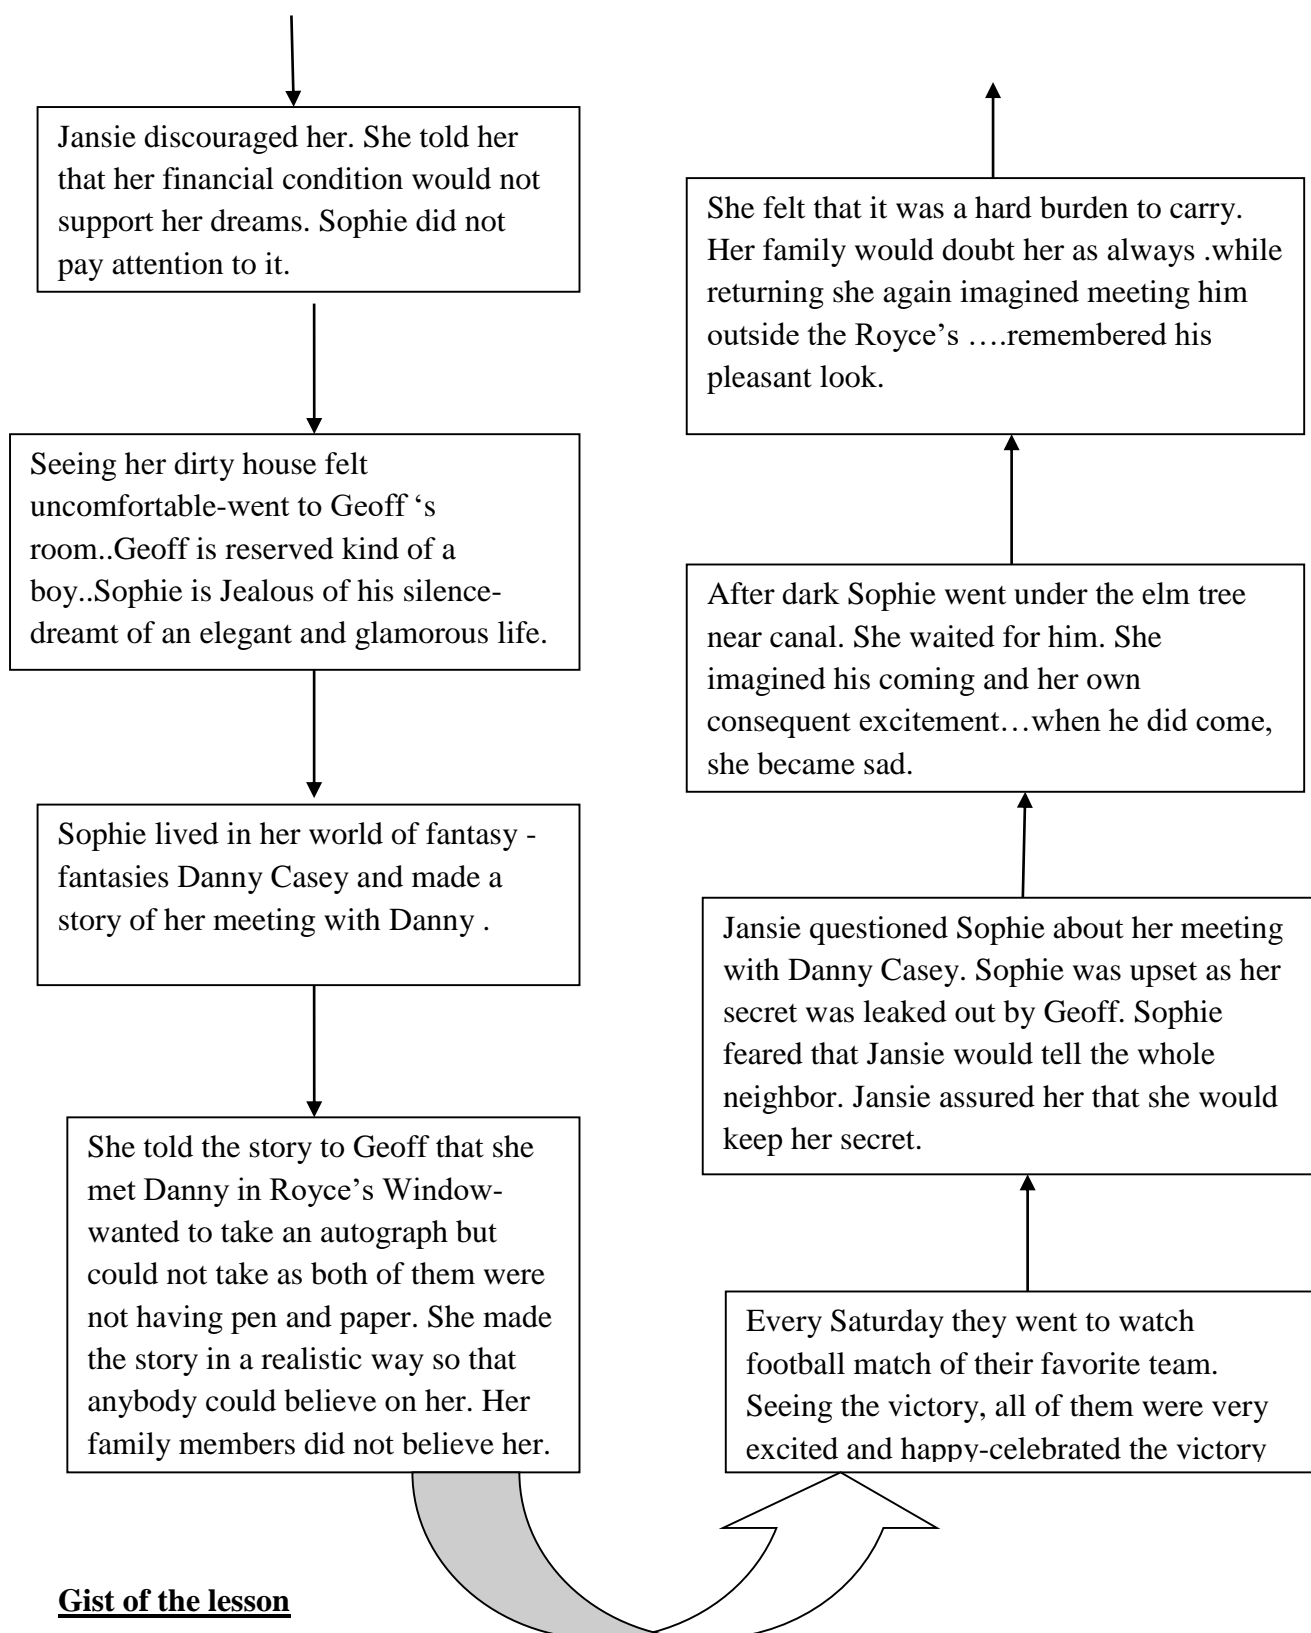 Jansie discouraged her. She told her
that her financial condition would not
support her dreams. Sophie did not
pay attention to it.
Seeing her dirty house felt
uncomfortable-went to Geoff ‘s
room..Geoff is reserved kind of a
boy..Sophie is Jealous of his silence-
dreamt of an elegant and glamorous life.
Sophie lived in her world of fantasy -
fantasies Danny Casey and made a
story of her meeting with Danny .
She told the story to Geoff that she
met Danny in Royce’s Window-
wanted to take an autograph but
could not take as both of them were
not having pen and paper. She made
the story in a realistic way so that
anybody could believe on her. Her
family members did not believe her.
Every Saturday they went to watch
football match of their favorite team.
Seeing the victory, all of them were very
excited and happy-celebrated the victory
Jansie questioned Sophie about her meeting
with Danny Casey. Sophie was upset as her
secret was leaked out by Geoff. Sophie
feared that Jansie would tell the whole
neighbor. Jansie assured her that she would
keep her secret.
After dark Sophie went under the elm tree
near canal. She waited for him. She
imagined his coming and her own
consequent excitement…when he did come,
she became sad.
She felt that it was a hard burden to carry.
Her family would doubt her as always .while
returning she again imagined meeting him
outside the Royce’s ….remembered his
pleasant look.
Gist of the lesson